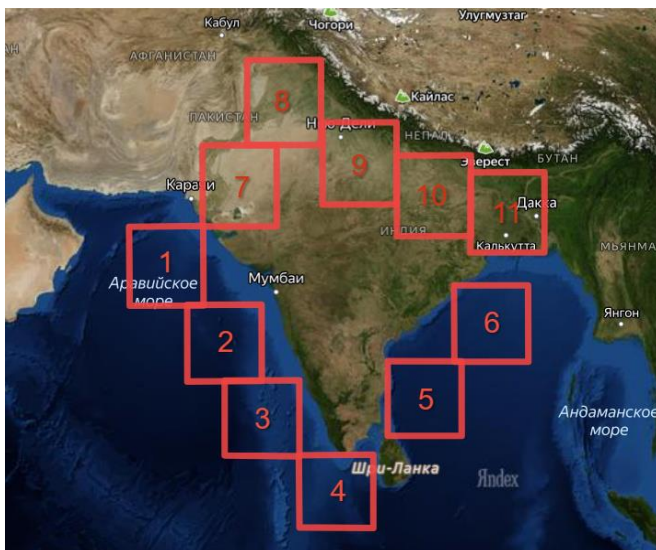 Кабул
Чогори
Улугмузтаг
АФГАНИСТАН
8
Кайлас
ПАКИСТАН
Нью-Дели
НЕПАЛ
Эверест
БУТАН
9
Карачи
7
10
11
Дакка
ИНДИЯ
Калькутта
МЬЯНМА
1
Аравийское
море
Мумбаи
6
Янгон
2
5
3
Андаманское
море
Шри-Ланка
4
Яndex